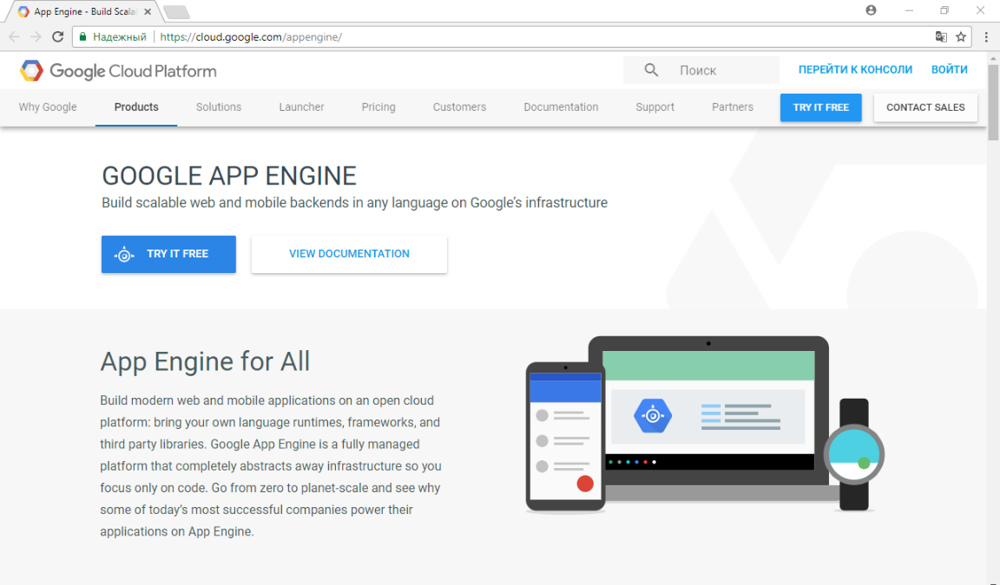 App Engine - Build Scala
Надежный
https://cloud.google.com/appengine/
Google Cloud Platform
Поиск
ПЕРЕЙТИ К КОНСОЛИ
ВОЙТИ
Why Google
Products
Solutions
Launcher
Pricing
Customers
Documentation
Support
Partners
TRY IT FREE
CONTACT SALES
GOOGLE APP ENGINE
Build scalable web and mobile backends in any language on Google’s infrastructure
TRY IT FREE
VIEW DOCUMENTATION
App Engine for All
Build modern web and mobile applications on an open cloud
platform: bring your own language runtimes, frameworks, and
third party libraries. Google App Engine is a fully managed
platform that completely abstracts away infrastructure so you
focus only on code. Go from zero to planet-scale and see why
some of today’s most successful companies power their
applications on App Engine.